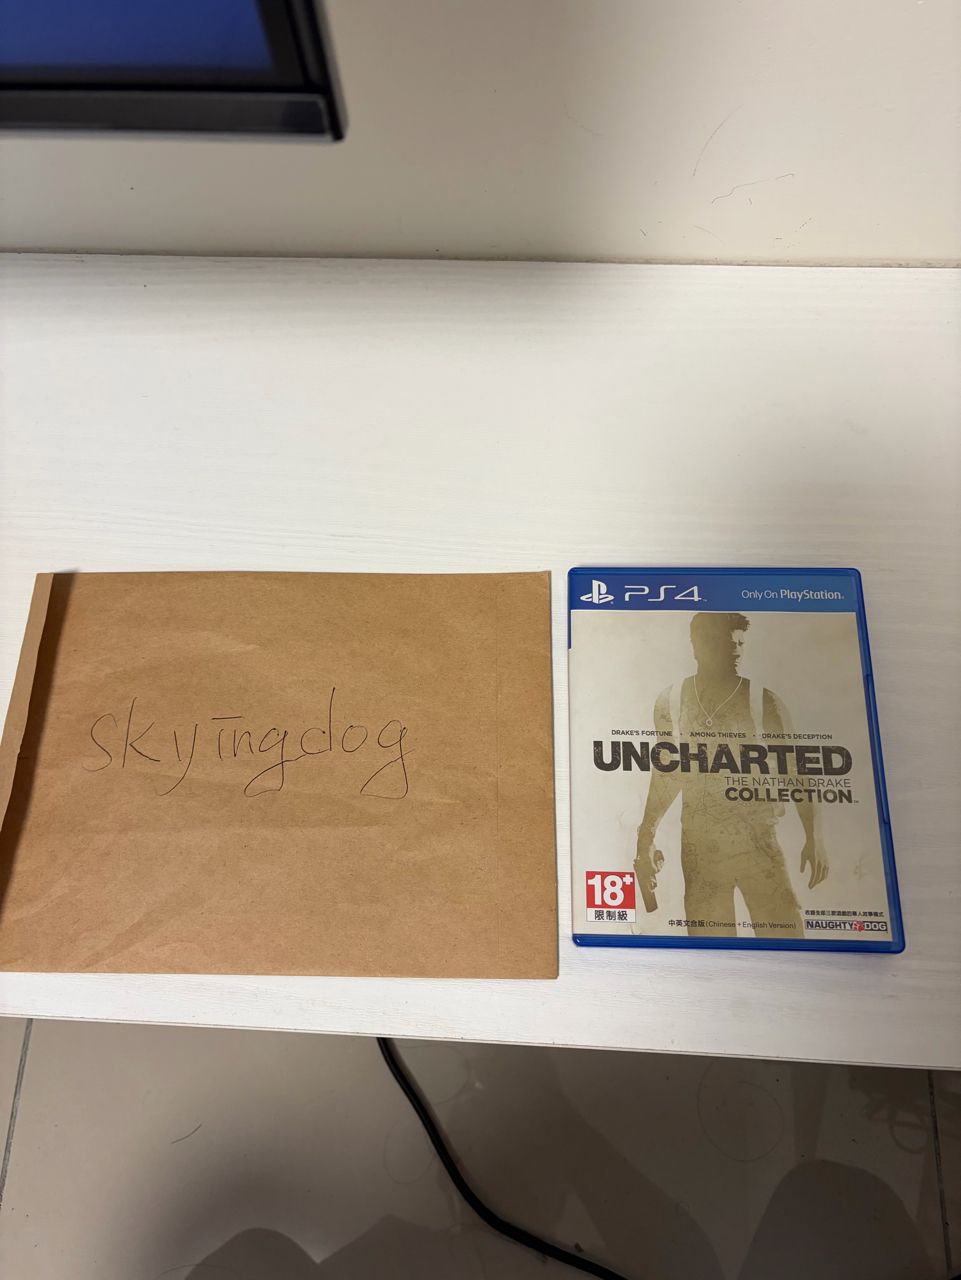 skyingdog
PS4
Only On PlayStation
DRAKE'S FORTUNE • AMONG THIEVES • DRAKE'S DECEPTION
UNCHARTED
THE NATHAN DRAKE
COLLECTION™
18+
限制級
中英文合版(Chinese + English Version)
NAUGHTY DOG